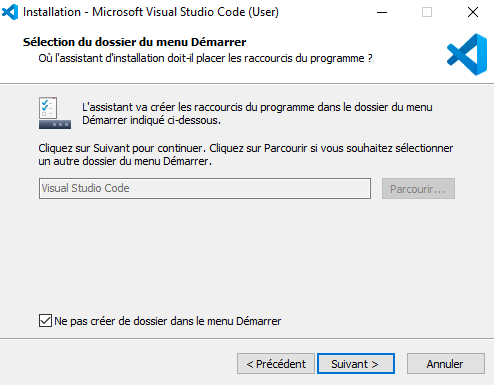 Installation - Microsoft Visual Studio Code (User)
Sélection du dossier du menu Démarrer
Où l'assistant d'installation doit-il placer les raccourcis du programme ?
L'assistant va créer les raccourcis du programme dans le dossier du menu
Démarrer indiqué ci-dessous.
Cliquez sur Suivant pour continuer. Cliquez sur Parcourir si vous souhaitez sélectionner
un autre dossier du menu Démarrer.
Visual Studio Code
Parcourir...
Ne pas créer de dossier dans le menu Démarrer
< Précédent
Suivant >
Annuler